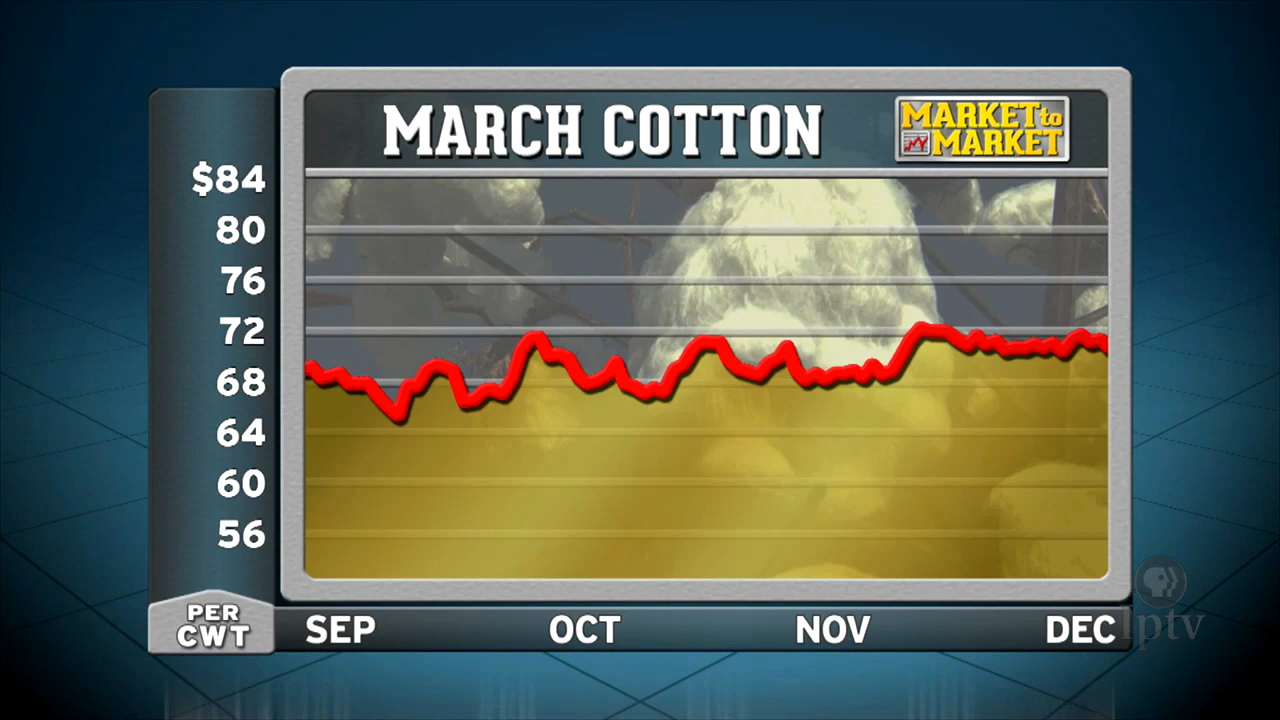 MARCH COTTON
MARKET to
MARKET
$84
80
76
72
68
64
60
56
PER
CWT
SEP OCT NOV DEC
iptv